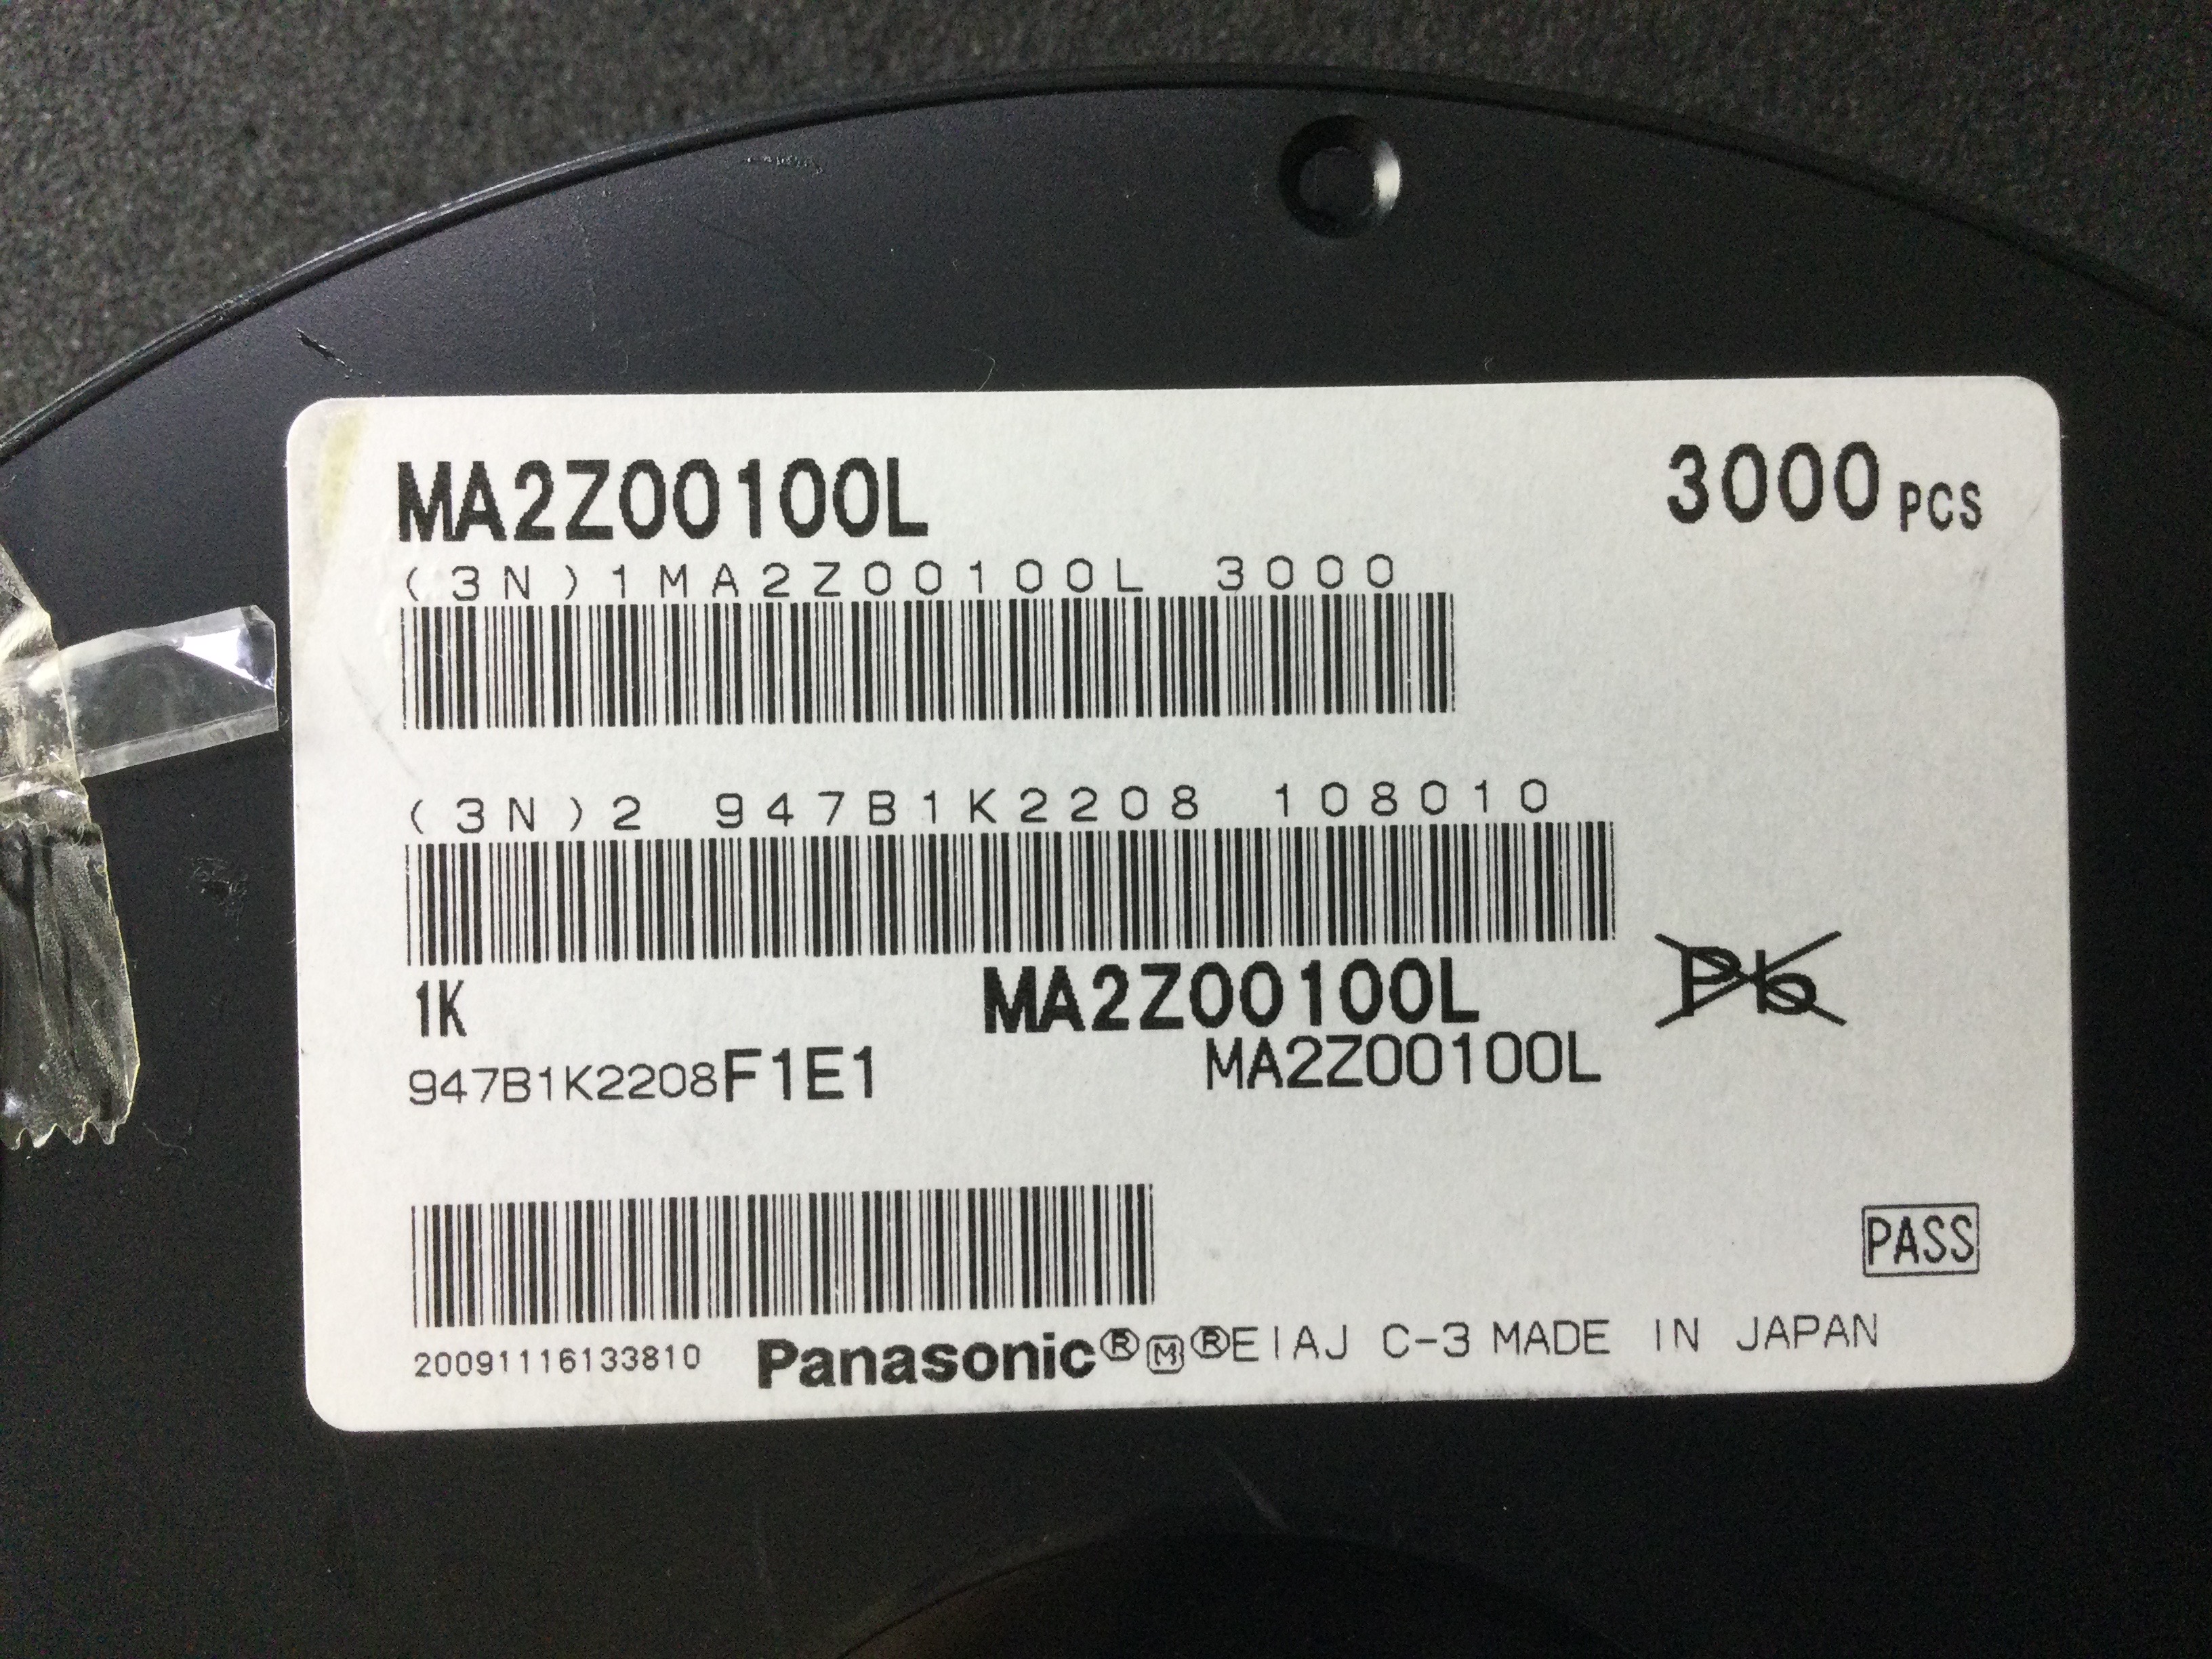 MA2Z00100L 3000 PCS
(3N)1MA2Z00100L 3000
(3N)2 947B1K2208 108010
1K MA2Z00100L Pb
947B1K2208F1E1 MA2Z00100L
PASS
20091116133810 Panasonic® M ® EIAJ C-3 MADE IN JAPAN